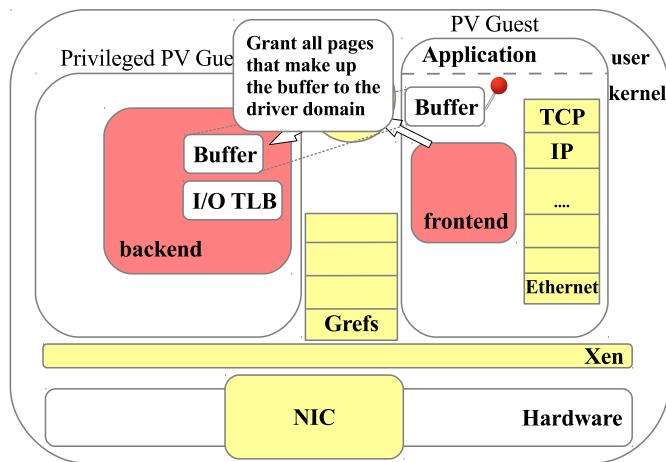 PV Guest
Privileged PV Gue
Grant all pages
that make up
the buffer to the
driver domain
Application
user
kernel
Buffer
TCP
Buffer
IP
I/O TLB
frontend
....
backend
Ethernet
Grefs
Xen
NIC
Hardware